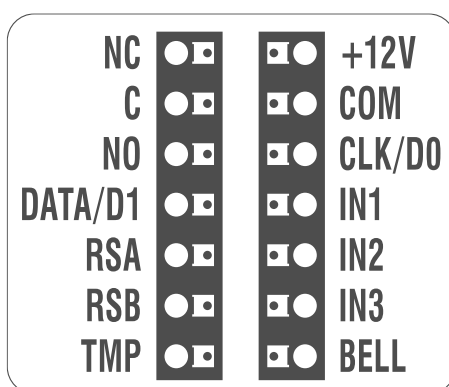 NC +12V
C COM
NO CLK/D0
DATA/D1 IN1
RSA IN2
RSB IN3
TMP BELL